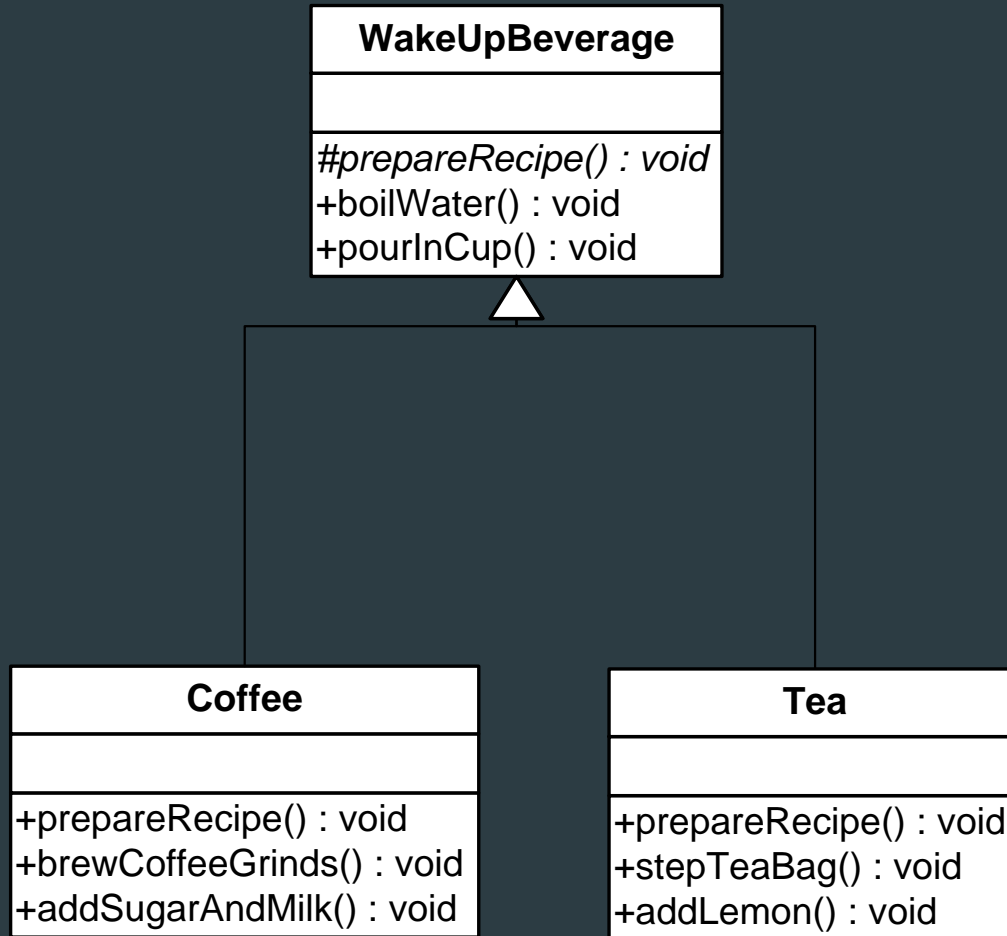 WakeUpBeverage
#prepareRecipe() : void
+boilWater() : void
+pourInCup() : void
Coffee
+prepareRecipe() : void
+brewCoffeeGrinds() : void
+addSugarAndMilk() : void
Tea
+prepareRecipe() : void
+stepTeaBag() : void
+addLemon() : void